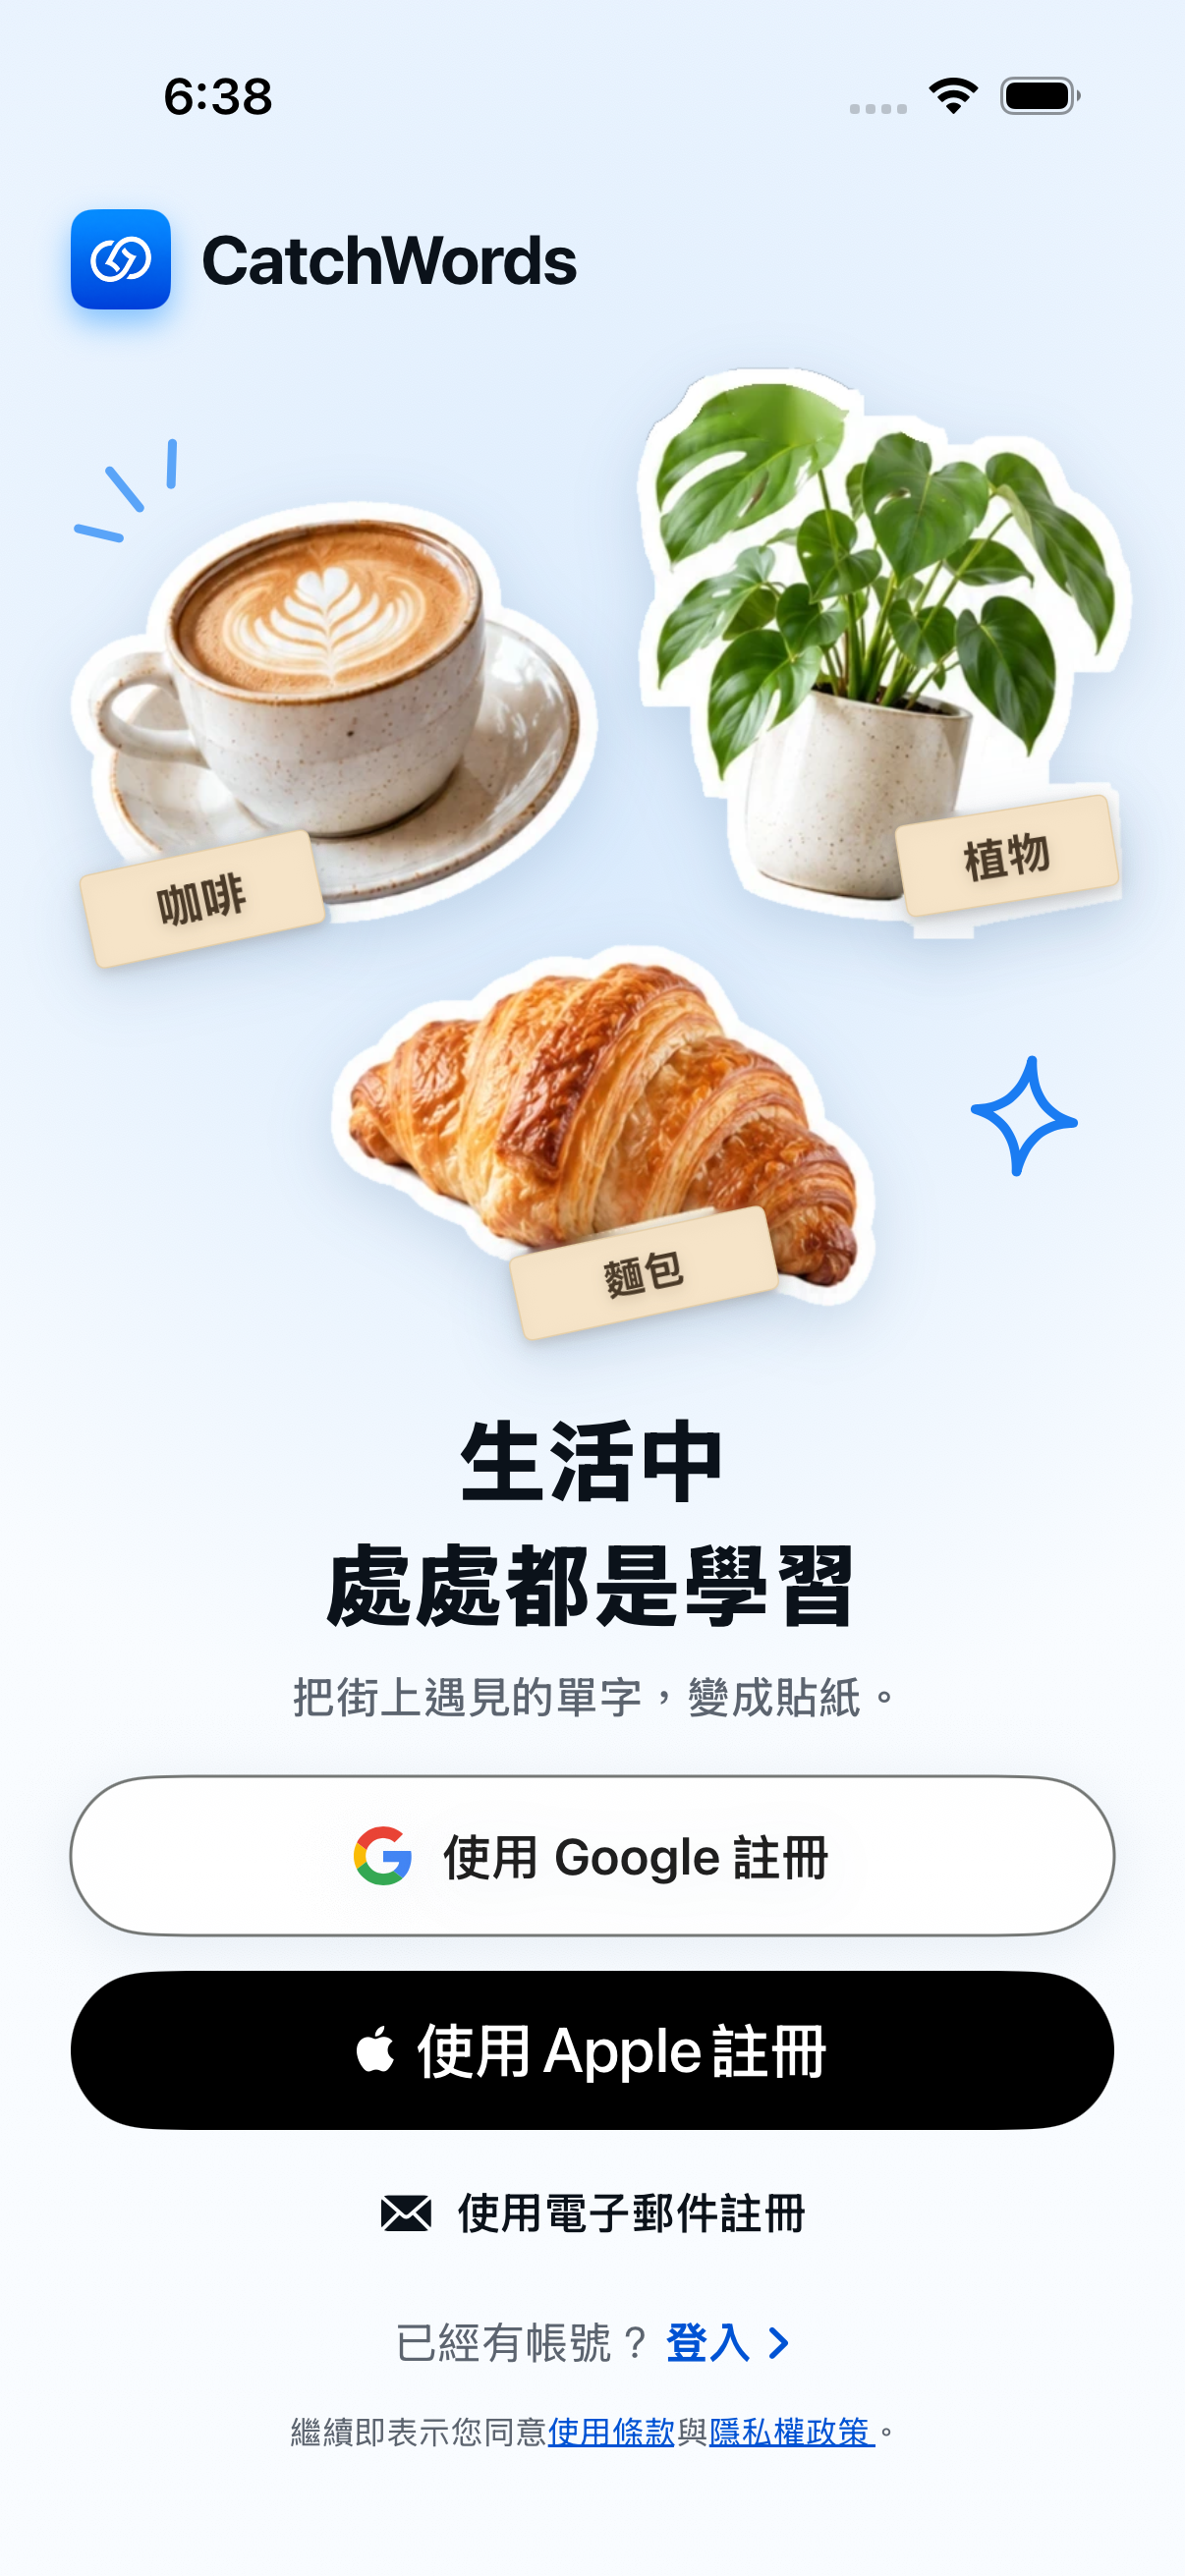 6:38
CatchWords
咖啡
植物
麵包
生活中
處處都是學習
把街上遇見的單字，變成貼紙。
使用 Google 註冊
使用 Apple 註冊
使用電子郵件註冊
已經有帳號？登入
繼續即表示您同意使用條款與隱私權政策。